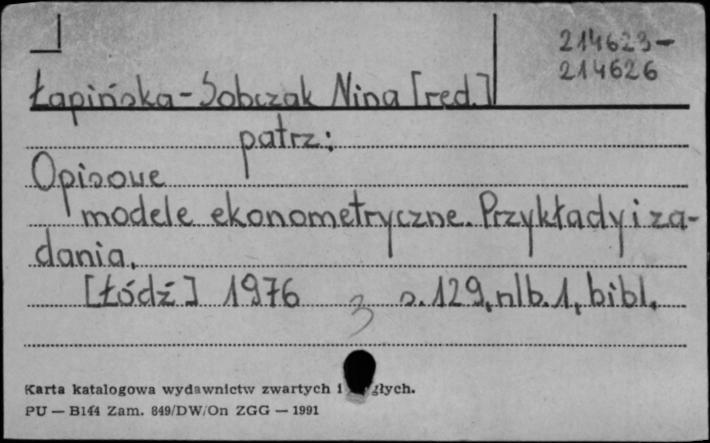 214623-
214626
Łapińska-Sobczak Nina [red.]
patrz:
Opisowe
modele ekonometryczne. Przykłady i za-
dania.
[Łódź] 1976 3 s.129, nlb.1, bibl.
Karta katalogowa wydawnictw zwartych i głych.
PU — B144 Zam. 849/DW/On ZGG — 1991